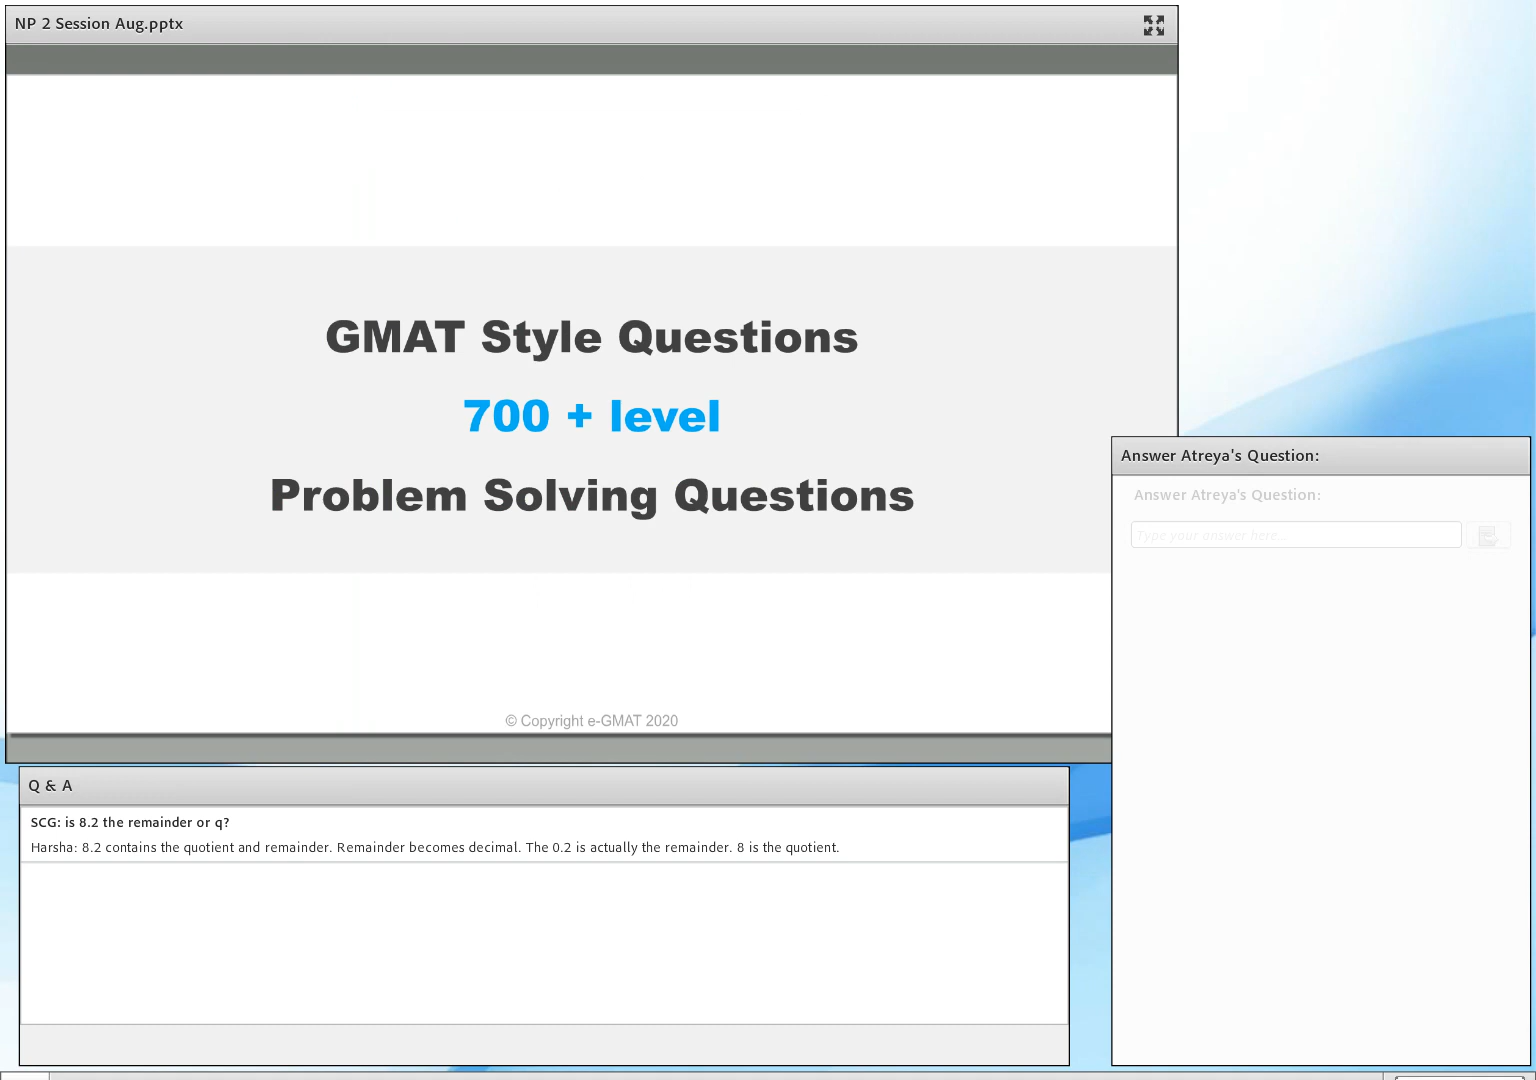 NP 2 Session Aug.pptx
GMAT Style Questions
700 + level
Problem Solving Questions
© Copyright e-GMAT 2020
Answer Atreya's Question:
Answer Atreya's Question:
Type your answer here...
Q & A
SCG: is 8.2 the remainder or q?
Harsha: 8.2 contains the quotient and remainder. Remainder becomes decimal. The 0.2 is actually the remainder. 8 is the quotient.